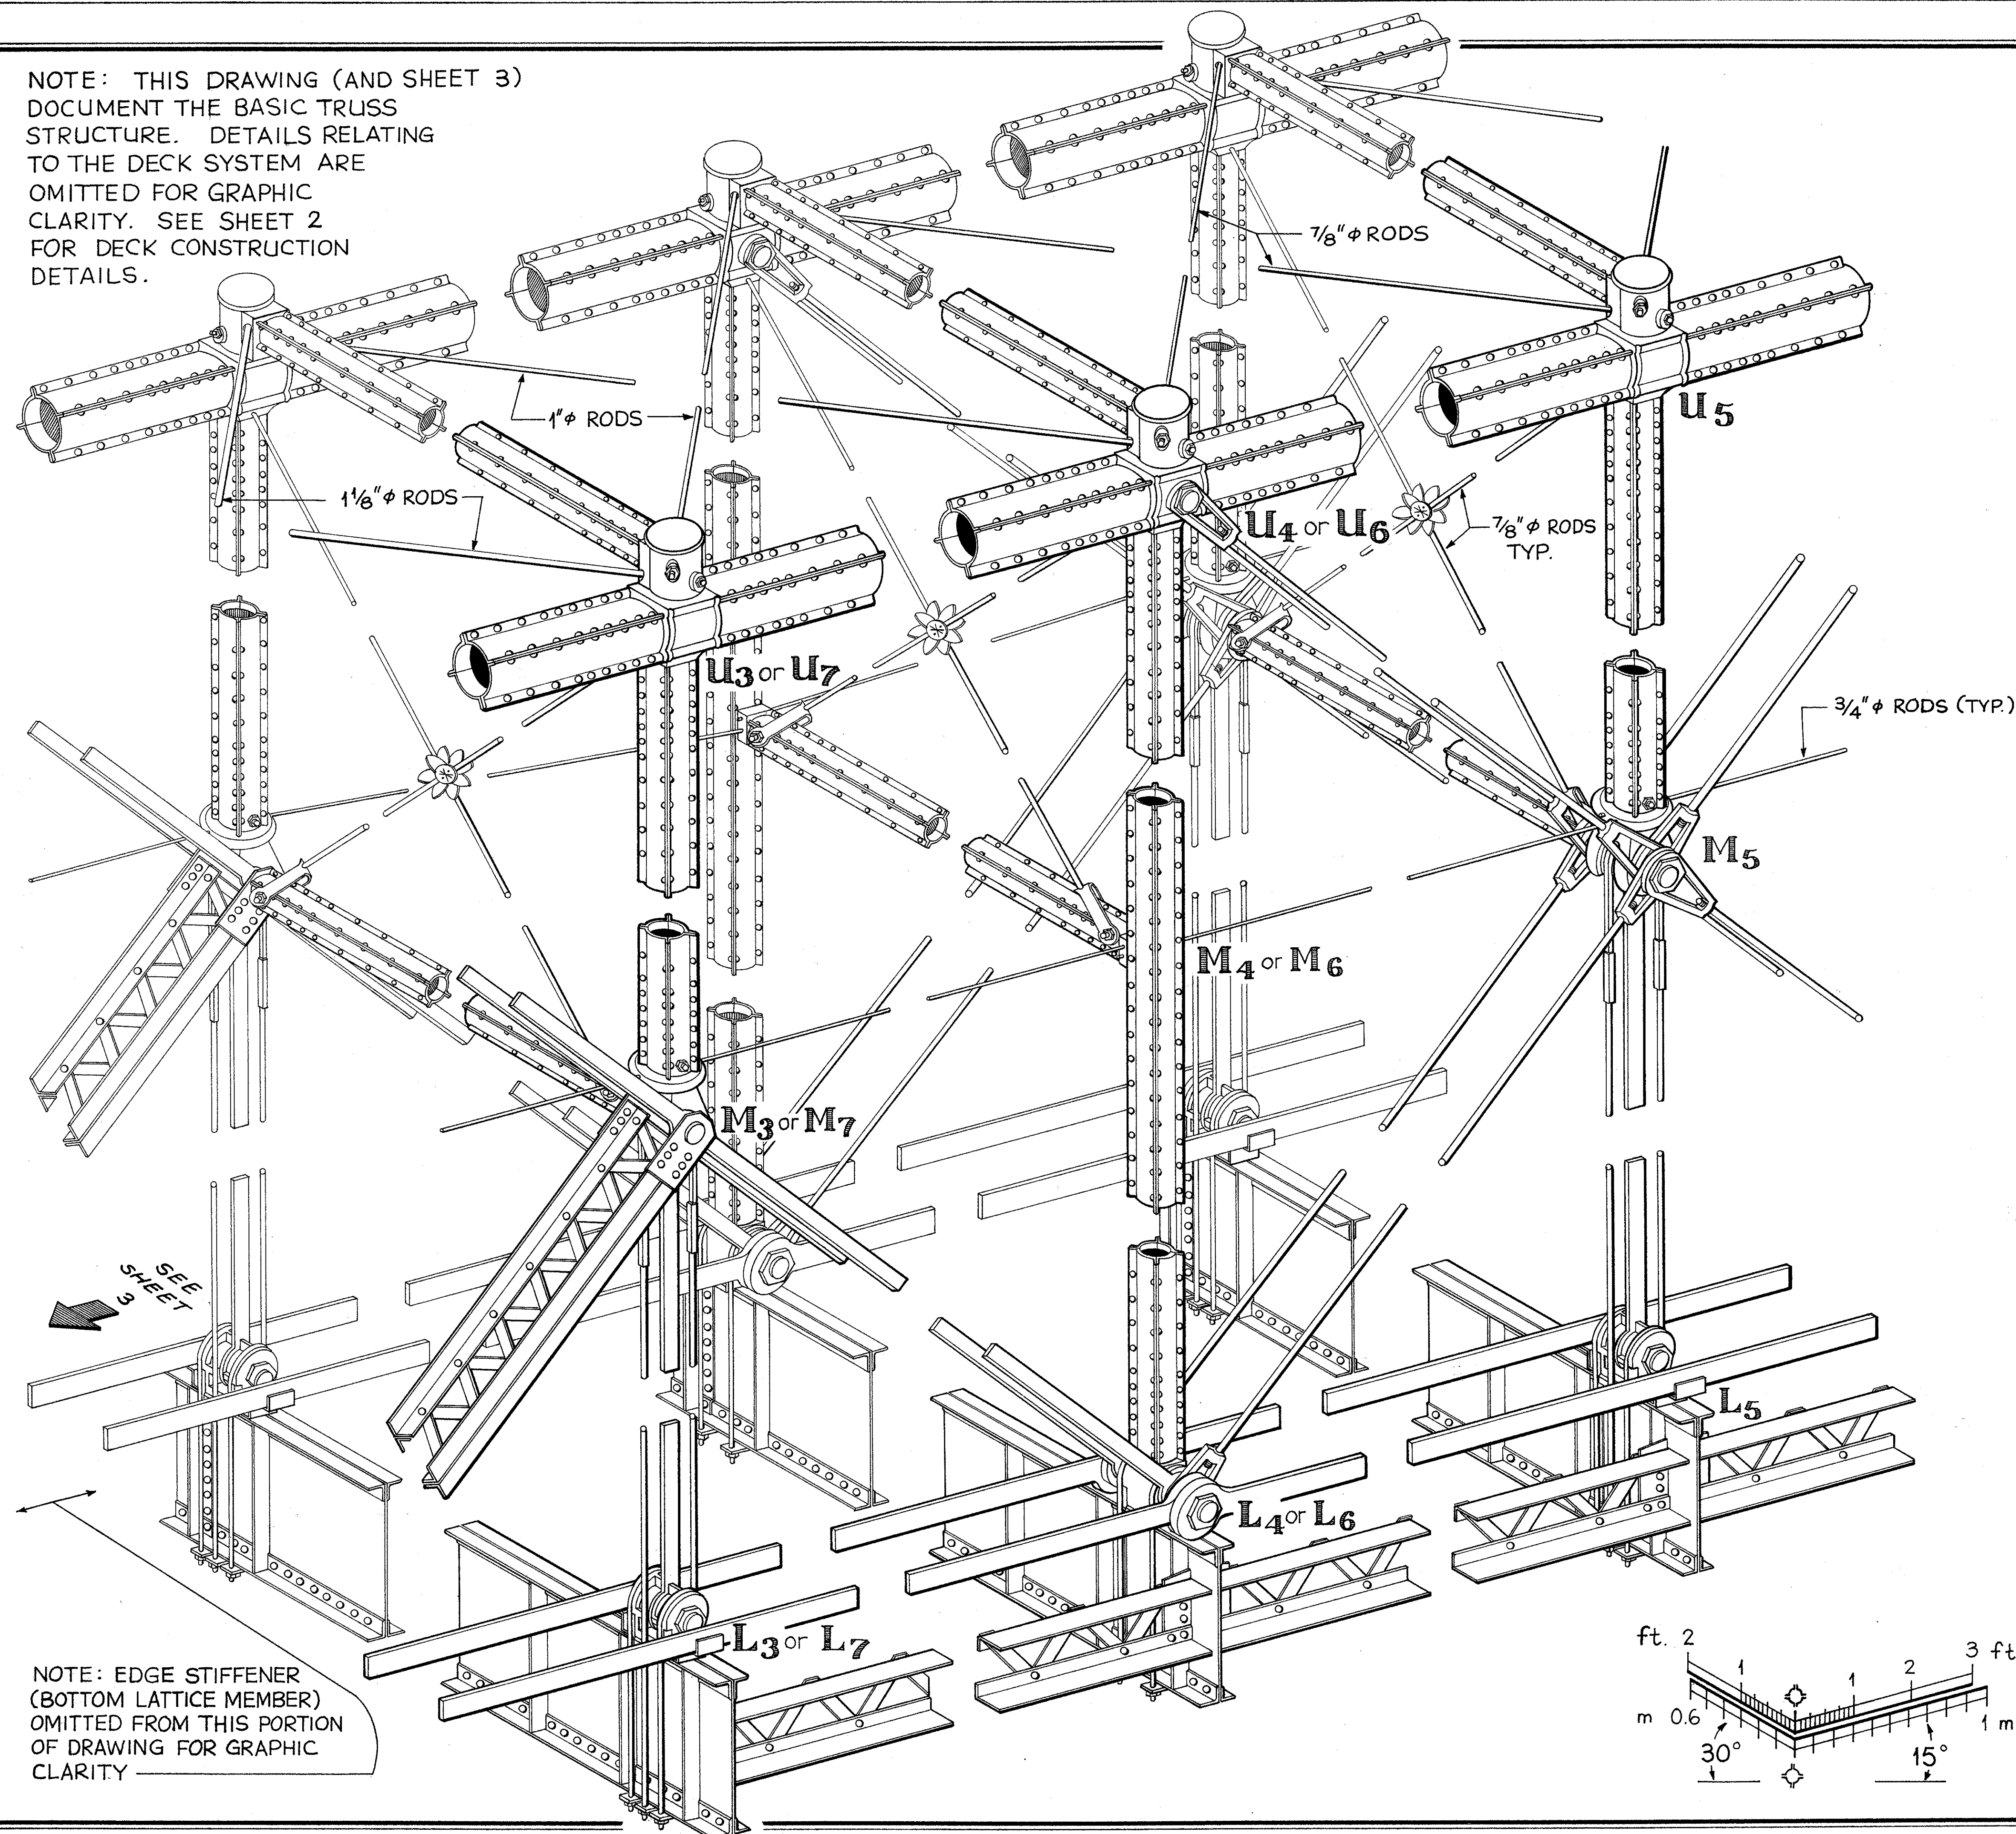 NOTE: THIS DRAWING (AND SHEET 3)
DOCUMENT THE BASIC TRUSS
STRUCTURE. DETAILS RELATING
TO THE DECK SYSTEM ARE
OMITTED FOR GRAPHIC
CLARITY. SEE SHEET 2
FOR DECK CONSTRUCTION
DETAILS.
7/8"φ RODS
1"φ RODS
1 1/8"φ RODS
U5
U4 or U6
7/8"φ RODS
TYP.
U3 or U7
3/4"φ RODS (TYP.)
M5
M4 or M6
M3 or M7
SEE
SHEET
3
L5
L4 or L6
L3 or L7
NOTE: EDGE STIFFENER
(BOTTOM LATTICE MEMBER)
OMITTED FROM THIS PORTION
OF DRAWING FOR GRAPHIC
CLARITY
ft. 2 1 1 2 3 ft
m 0.6 1 m
30° 15°